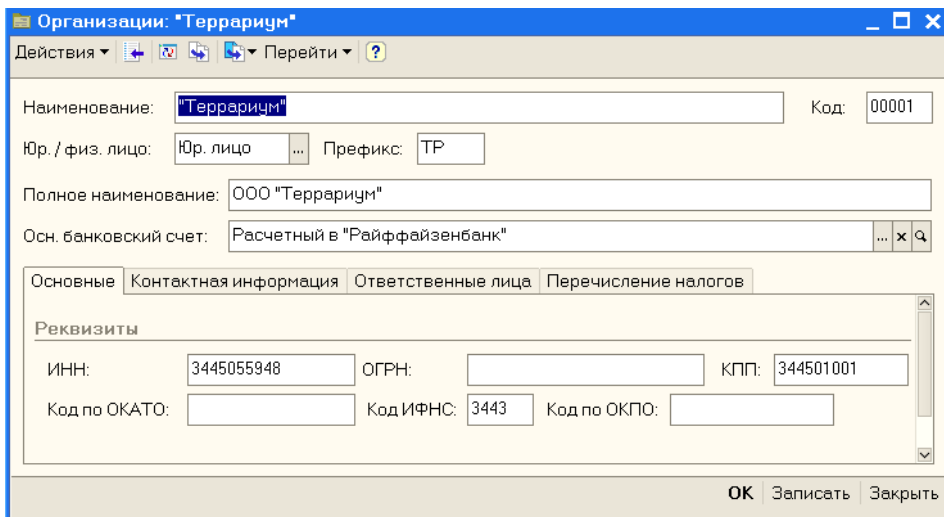 Организации: "Террариум"
Действия Перейти ?
Наименование: "Террариум" Код: 00001
Юр. / физ. лицо: Юр. лицо ... Префикс: ТР
Полное наименование: ООО "Террариум"
Осн. банковский счет: Расчетный в "Райффайзенбанк" ... x
Основные Контактная информация Ответственные лица Перечисление налогов
Реквизиты
ИНН: 3445055948 ОГРН: КПП: 344501001
Код по ОКАТО: Код ИФНС: 3443 Код по ОКПО:
OK Записать Закрыть